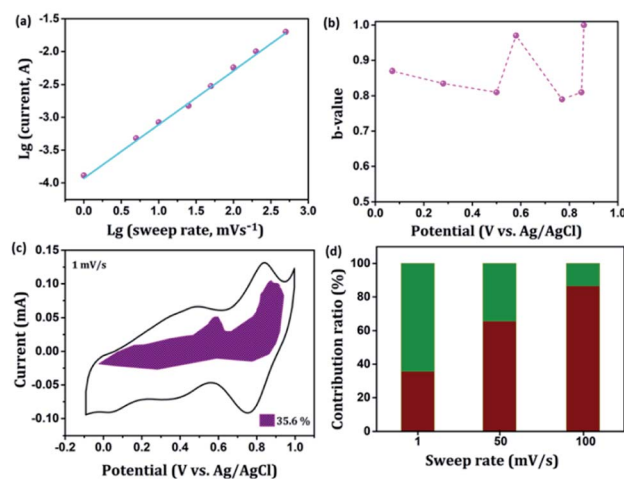 (a)
-1.5
-2.0
-2.5
-3.0
-3.5
-4.0
Lg (current, A)
0.0 0.5 1.0 1.5 2.0 2.5 3.0
Lg (sweep rate, mVs⁻¹)
(b)
1.0
0.9
0.8
0.7
0.6
0.5
b-value
0.0 0.2 0.4 0.6 0.8 1.0
Potential (V vs. Ag/AgCl)
(c)
1 mV/s
0.15
0.10
0.05
0.00
-0.05
-0.10
Current (mA)
35.6 %
-0.2 0.0 0.2 0.4 0.6 0.8 1.0 1.2
Potential (V vs. Ag/AgCl)
(d)
100
80
60
40
20
0
Contribution ratio (%)
1 50 100
Sweep rate (mV/s)